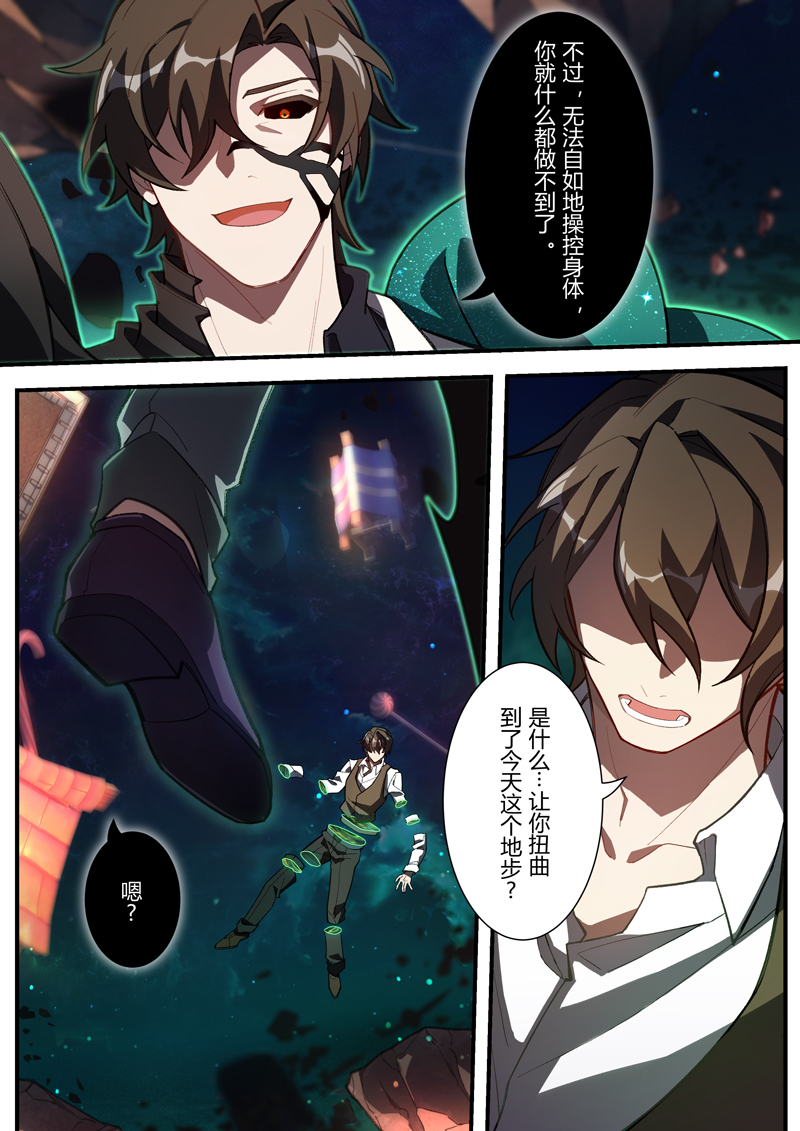 不过，无法自如地操控身体，
你就什么都做不到了。
是什么…让你扭曲
到了今天这个地步？
嗯？